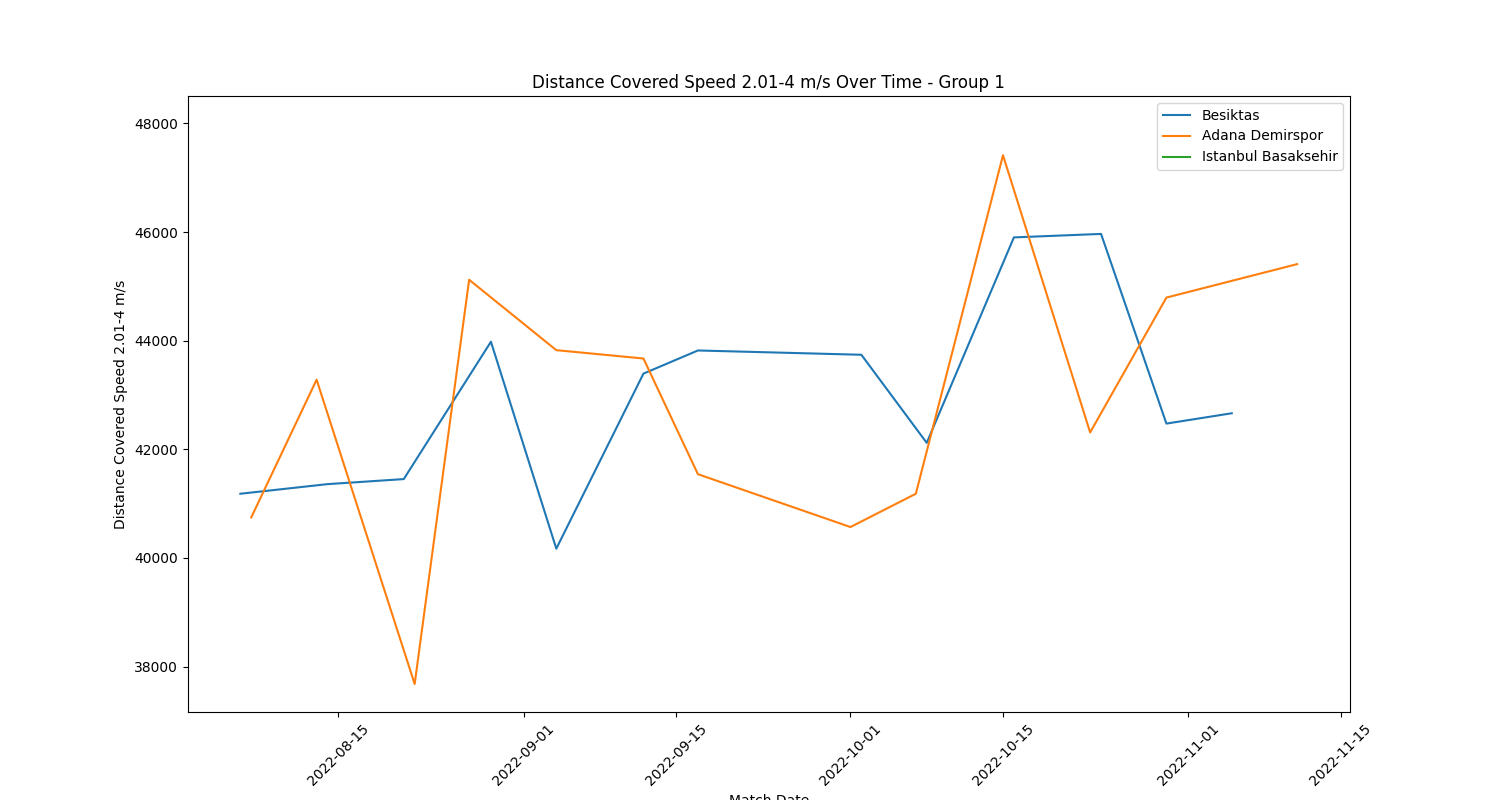 Distance Covered Speed 2.01-4 m/s Over Time - Group 1
Besiktas
Adana Demirspor
Istanbul Basaksehir
Distance Covered Speed 2.01-4 m/s
48000
46000
44000
42000
40000
38000
2022-08-15
2022-09-01
2022-09-15
2022-10-01
2022-10-15
2022-11-01
2022-11-15
Match Date